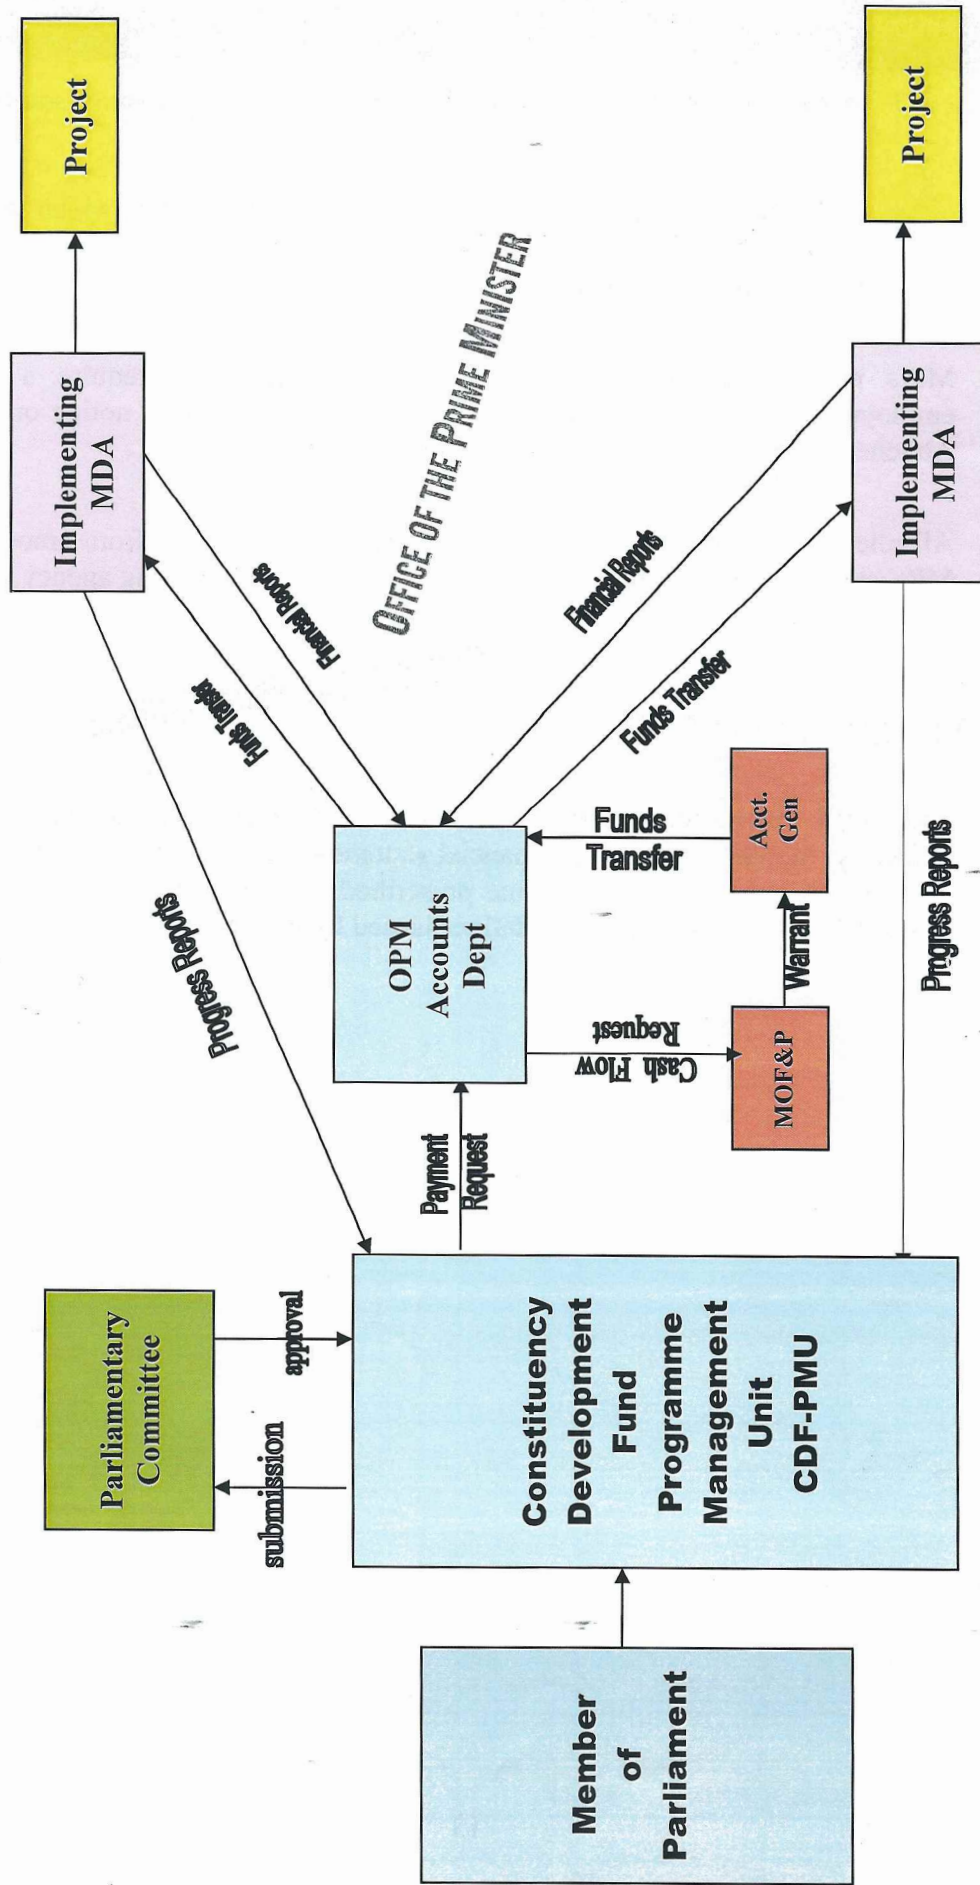 Parliamentary
Committee
submission
approval
Member
of
Parliament
Constituency
Development
Fund
Programme
Management
Unit
CDF-PMU
Payment
Request
OPM
Accounts
Dept
Cash Flow
Request
MOF&P
Warrant
Acct.
Gen
Funds
Transfer
Progress Reports
Funds Transfer
Financial Reports
Implementing
MDA
Project
OFFICE OF THE PRIME MINISTER
Financial Reports
Funds Transfer
Progress Reports
Implementing
MDA
Project